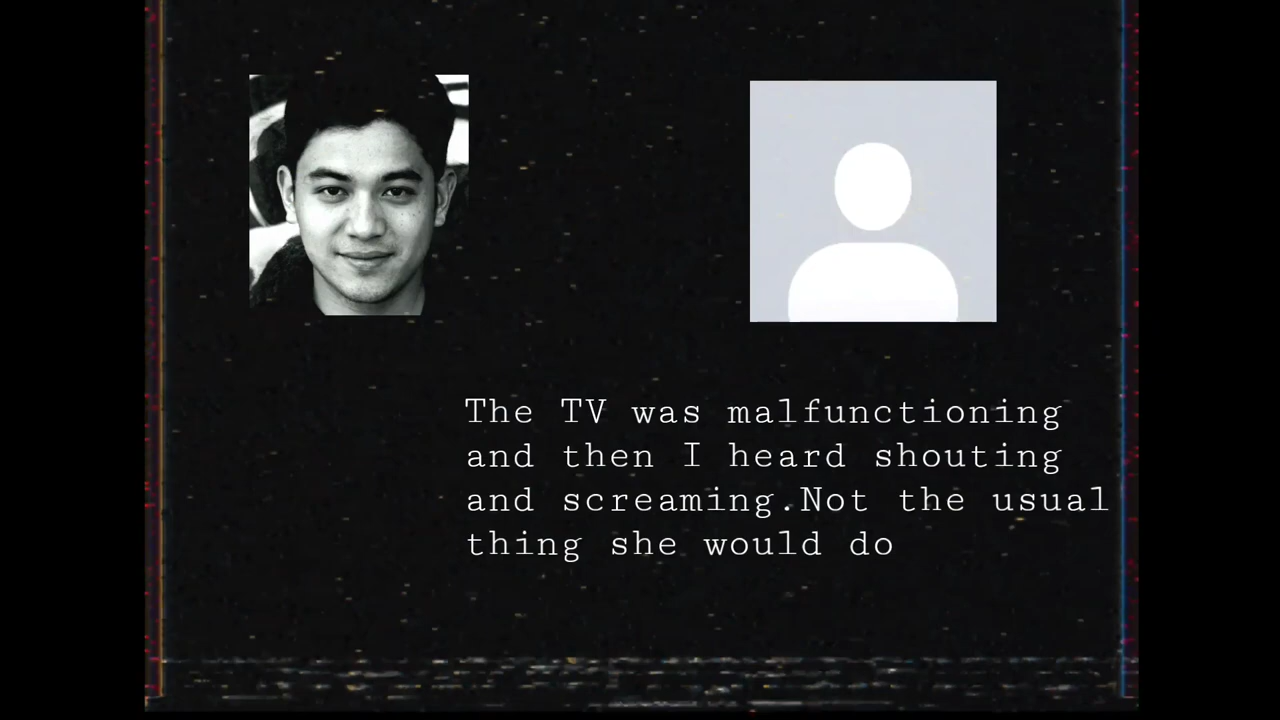 The TV was malfunctioning
and then I heard shouting
and screaming.Not the usual
thing she would do